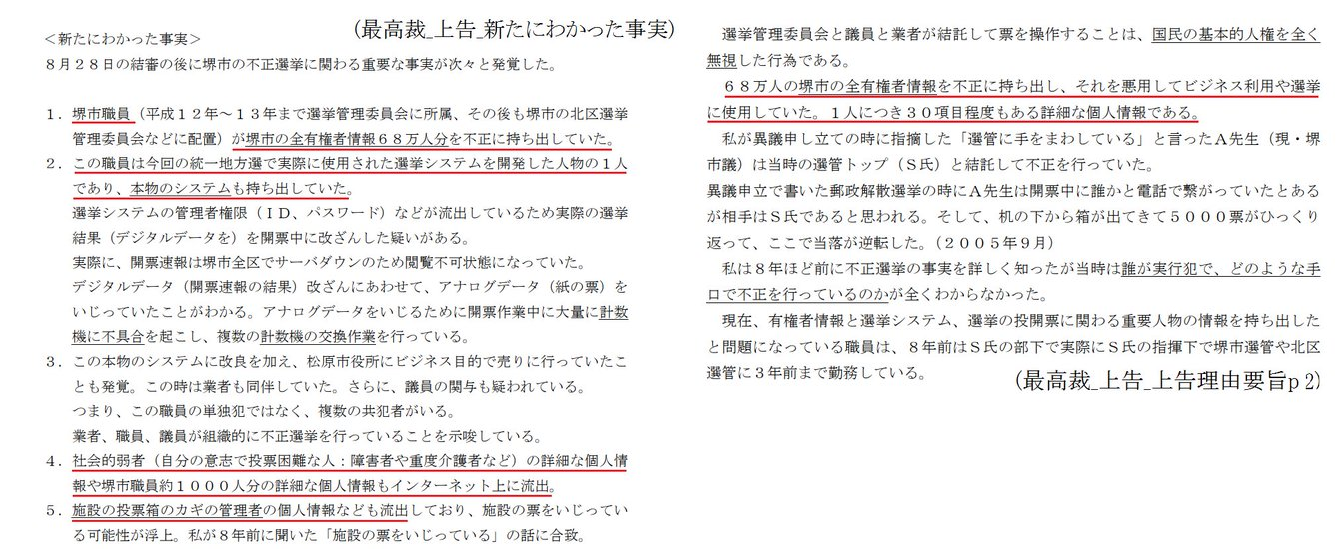 (最高裁_上告_新たにわかった事実)
＜新たにわかった事実＞
８月２８日の結審の後に堺市の不正選挙に関わる重要な事実が次々と発覚した。
１．堺市職員（平成１２年～１３年まで選挙管理委員会に所属、その後も堺市の北区選挙
管理委員会などに配置）が堺市の全有権者情報６８万人分を不正に持ち出していた。
２．この職員は今回の統一地方選で実際に使用された選挙システムを開発した人物の１人
であり、本物のシステムも持ち出していた。
選挙システムの管理者権限（ＩＤ、パスワード）などが流出しているため実際の選挙
結果（デジタルデータを）を開票中に改ざんした疑いがある。
実際に、開票速報は堺市全区でサーバダウンのため閲覧不可状態になっていた。
デジタルデータ（開票速報の結果）改ざんにあわせて、アナログデータ（紙の票）を
いじっていたことがわかる。アナログデータをいじるために開票作業中に大量に計数
機に不具合を起こし、複数の計数機の交換作業を行っている。
３．この本物のシステムに改良を加え、松原市役所にビジネス目的で売りに行っていたこ
とも発覚。この時は業者も同伴していた。さらに、議員の関与も疑われている。
つまり、この職員の単独犯ではなく、複数の共犯者がいる。
業者、職員、議員が組織的に不正選挙を行っていることを示唆している。
４．社会的弱者（自分の意志で投票困難な人：障害者や重度介護者など）の詳細な個人情
報や堺市職員約１０００人分の詳細な個人情報もインターネット上に流出。
５．施設の投票箱のカギの管理者の個人情報なども流出しており、施設の票をいじってい
る可能性が浮上。私が８年前に聞いた「施設の票をいじっている」の話に合致。
選挙管理委員会と議員と業者が結託して票を操作することは、国民の基本的人権を全く
無視した行為である。
６８万人の堺市の全有権者情報を不正に持ち出し、それを悪用してビジネス利用や選挙
に使用していた。１人につき３０項目程度もある詳細な個人情報である。
私が異議申し立ての時に指摘した「選管に手をまわしている」と言ったＡ先生（現・堺
市議）は当時の選管トップ（Ｓ氏）と結託して不正を行っていた。
異議申立で書いた郵政解散選挙の時にＡ先生は開票中に誰かと電話で繋がっていたとある
が相手はＳ氏であると思われる。そして、机の下から箱が出てきて５０００票がひっくり
返って、ここで当落が逆転した。（２００５年９月）
私は８年ほど前に不正選挙の事実を詳しく知ったが当時は誰が実行犯で、どのような手
口で不正を行っているのかが全くわからなかった。
現在、有権者情報と選挙システム、選挙の投開票に関わる重要人物の情報を持ち出した
と問題になっている職員は、８年前はＳ氏の部下で実際にＳ氏の指揮下で堺市選管や北区
選管に３年前まで勤務している。
(最高裁_上告_上告理由要旨p 2)